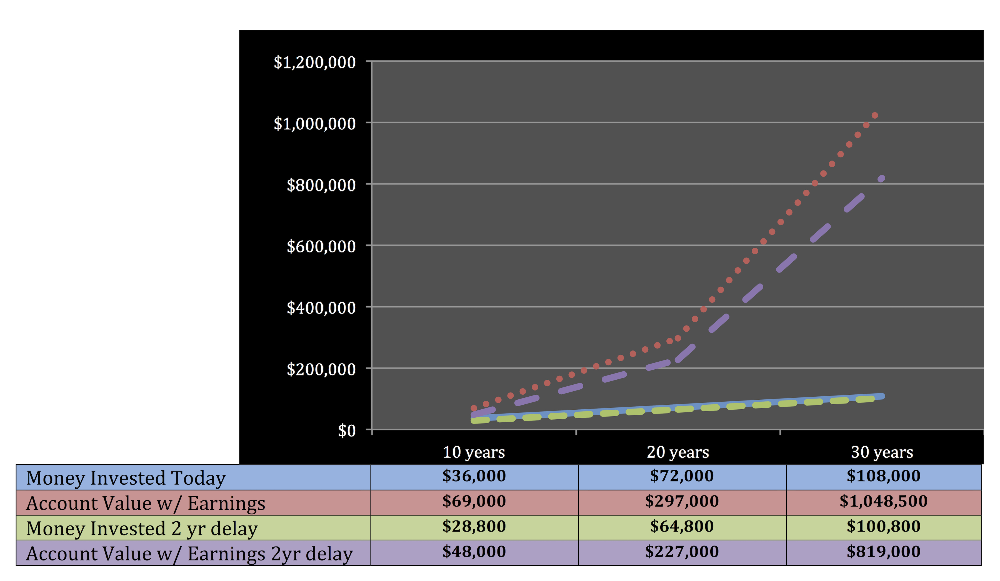 $1,200,000
$1,000,000
$800,000
$600,000
$400,000
$200,000
$0
10 years 20 years 30 years
Money Invested Today $36,000 $72,000 $108,000
Account Value w/ Earnings $69,000 $297,000 $1,048,500
Money Invested 2 yr delay $28,800 $64,800 $100,800
Account Value w/ Earnings 2yr delay $48,000 $227,000 $819,000